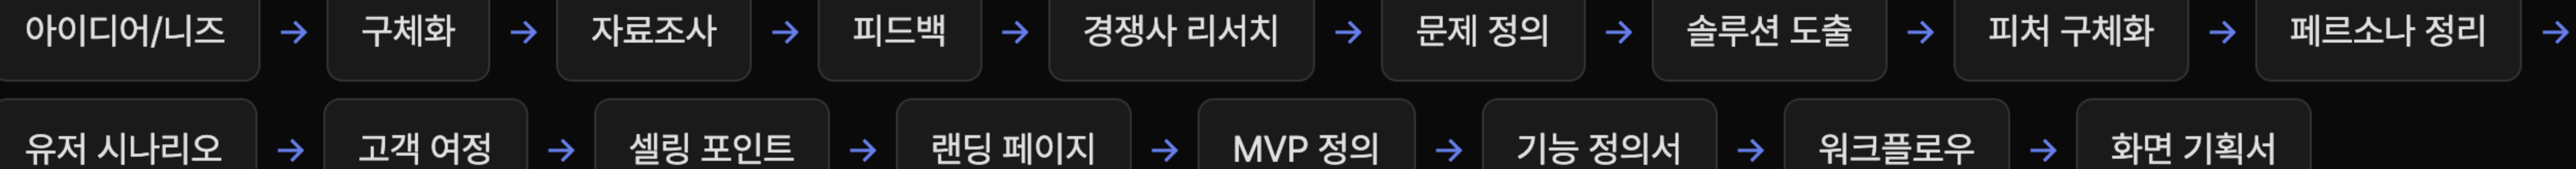 아이디어/니즈 → 구체화 → 자료조사 → 피드백 → 경쟁사 리서치 → 문제 정의 → 솔루션 도출 → 피처 구체화 → 페르소나 정리 →
유저 시나리오 → 고객 여정 → 셀링 포인트 → 랜딩 페이지 → MVP 정의 → 기능 정의서 → 워크플로우 → 화면 기획서